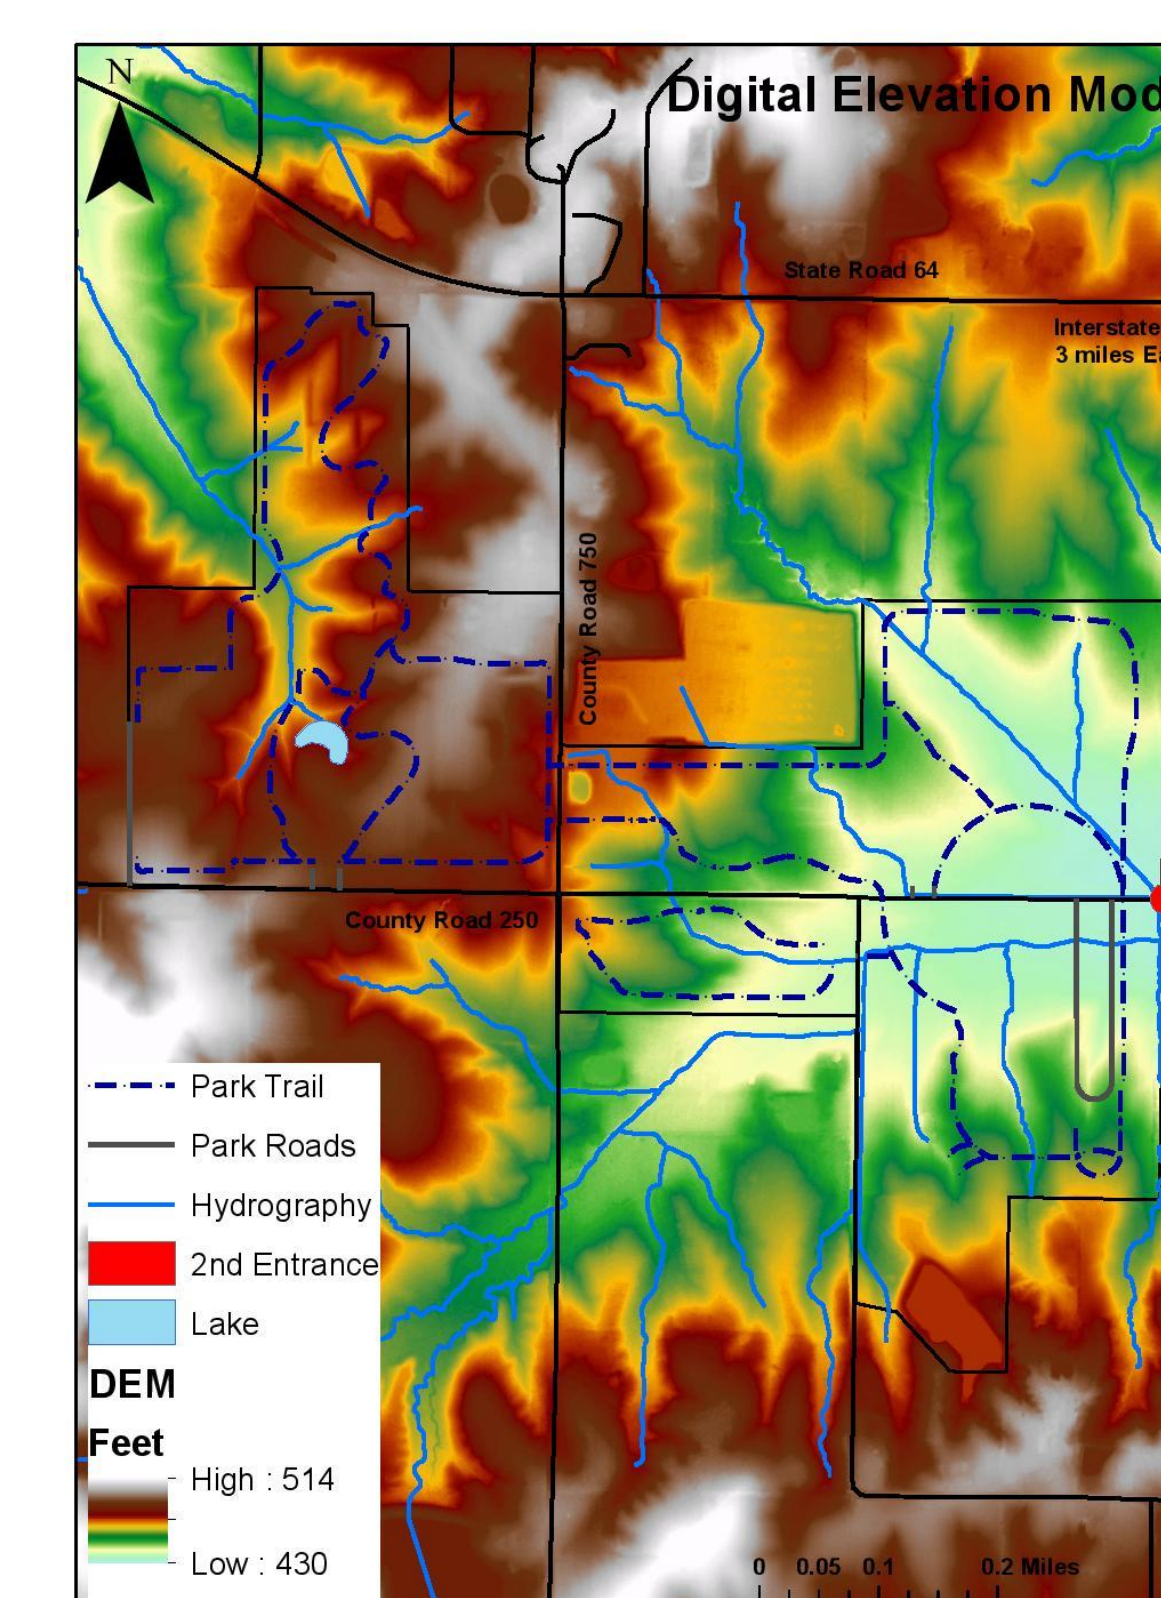 N
Digital Elevation Mod
State Road 64
Interstate
3 miles Ea
County Road 750
County Road 250
Park Trail
Park Roads
Hydrography
2nd Entrance
Lake
DEM
Feet
High : 514
Low : 430
0 0.05 0.1 0.2 Miles